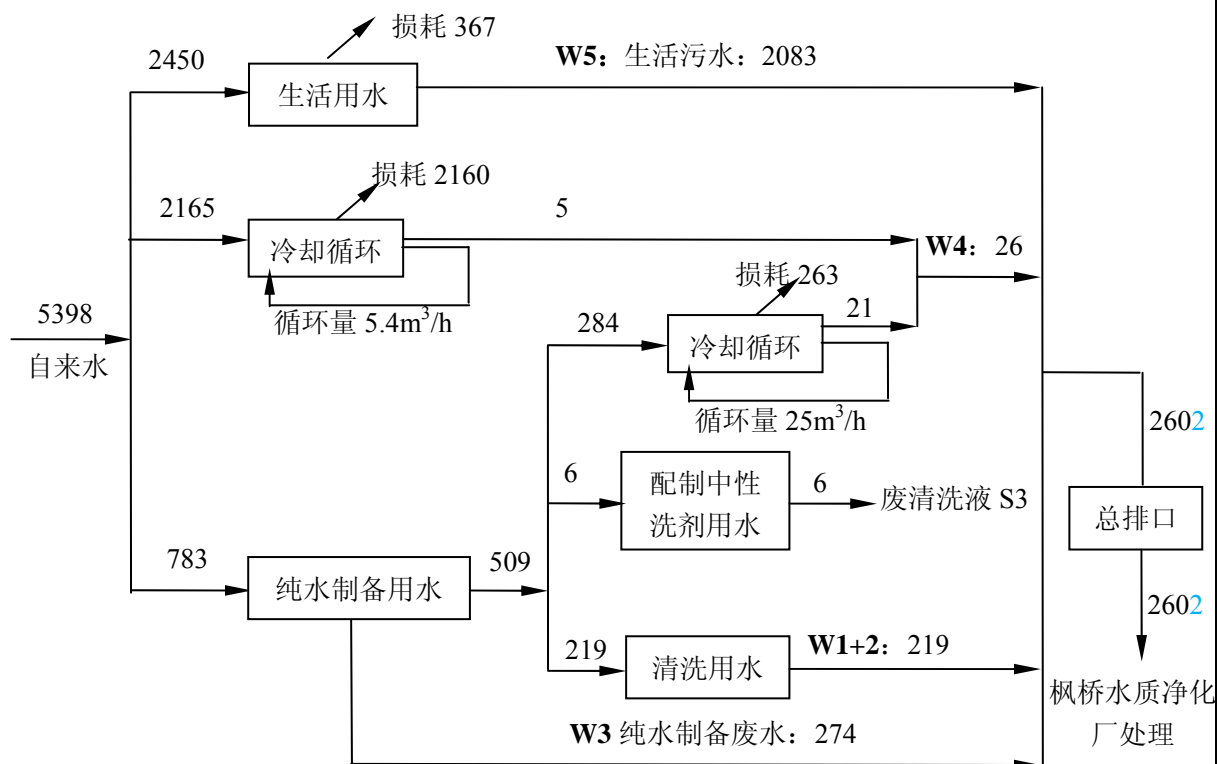 损耗 367
2450
W5：生活污水：2083
生活用水
损耗 2160
2165
5
冷却循环
W4：26
损耗 263
5398
循环量 5.4m³/h
284
21
自来水
冷却循环
循环量 25m³/h
2602
6
配制中性
洗剂用水
6
废清洗液 S3
总排口
783
纯水制备用水
509
2602
219
清洗用水
W1+2：219
枫桥水质净化
厂处理
W3 纯水制备废水：274